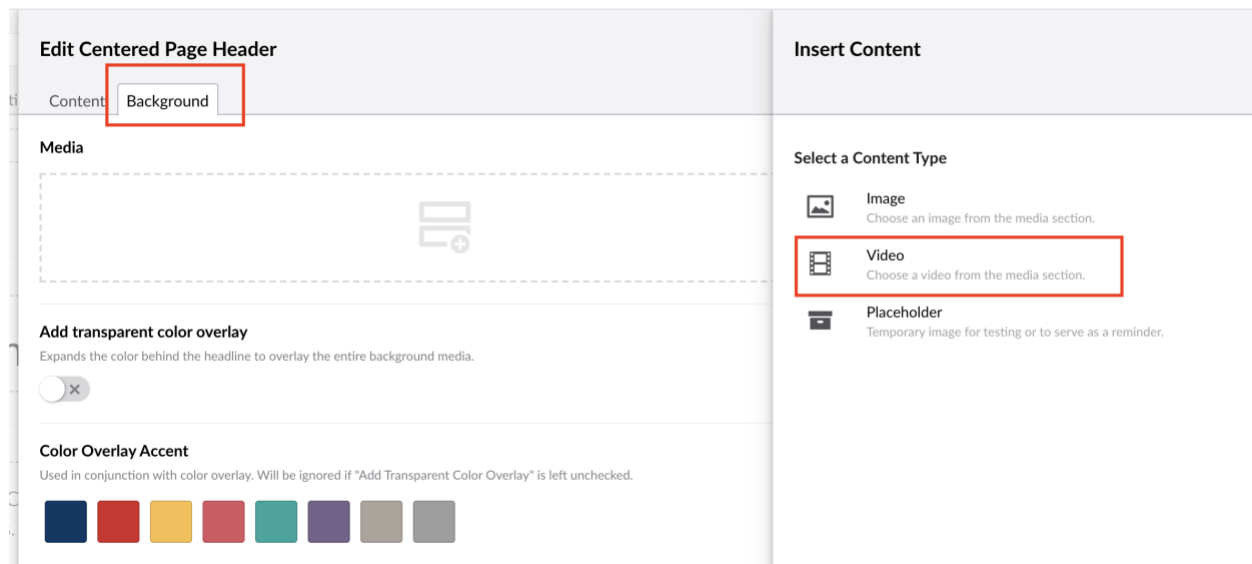 Edit Centered Page Header
Content
Background
Media
Add transparent color overlay
Expands the color behind the headline to overlay the entire background media.
Color Overlay Accent
Used in conjunction with color overlay. Will be ignored if "Add Transparent Color Overlay" is left unchecked.
Insert Content
Select a Content Type
Image
Choose an image from the media section.
Video
Choose a video from the media section.
Placeholder
Temporary image for testing or to serve as a reminder.